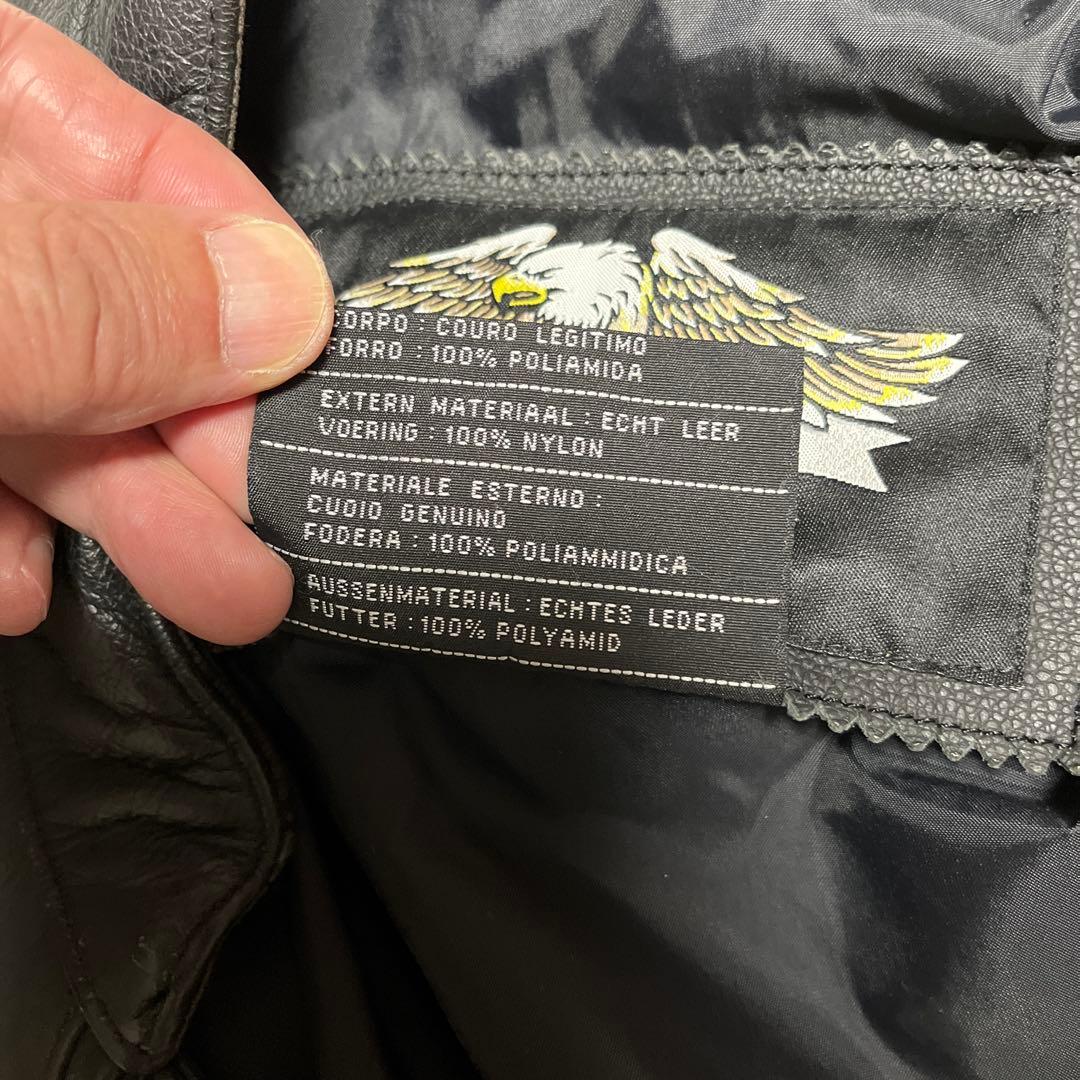 CORPO : COURO LEGITIMO
FORRO : 100% POLIAMIDA
EXTERN MATERIAAL : ECHT LEER
VOERING : 100% NYLON
MATERIALE ESTERNO :
CUOIO GENUINO
FODERA : 100% POLIAMMIDICA
AUSSENMATERIAL : ECHTES LEDER
FUTTER : 100% POLYAMID